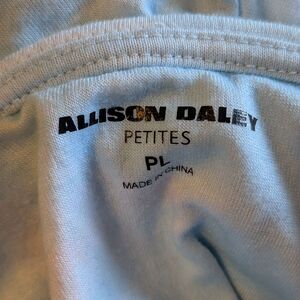 ALLISON DALEY
PETITES
PL
MADE IN CHINA